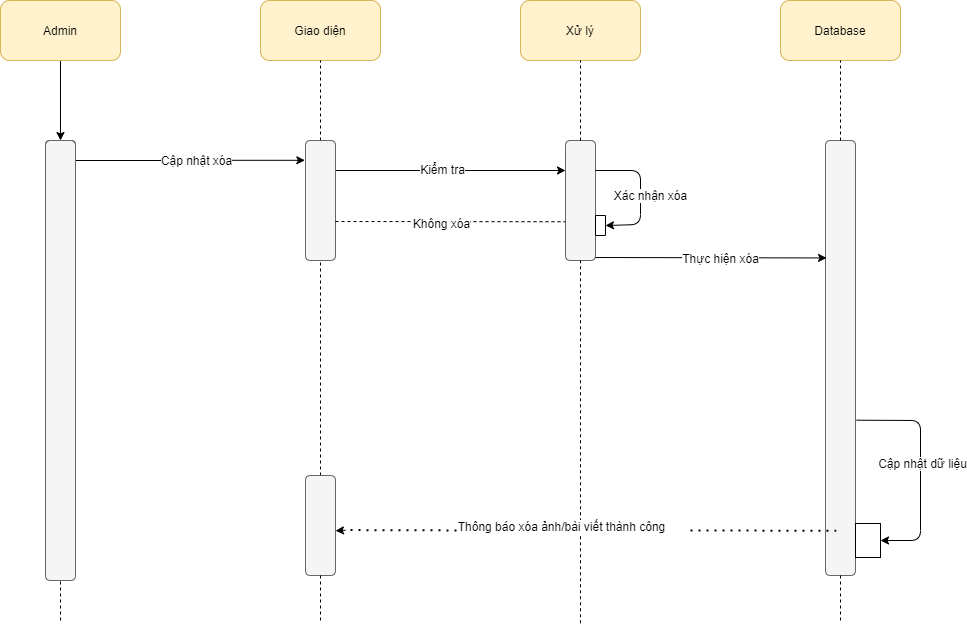 Admin
Giao diện
Xử lý
Database
Cập nhật xóa
Kiểm tra
Xác nhận xóa
Không xóa
Thực hiện xóa
Cập nhật dữ liệu
Thông báo xóa ảnh/bài viết thành công